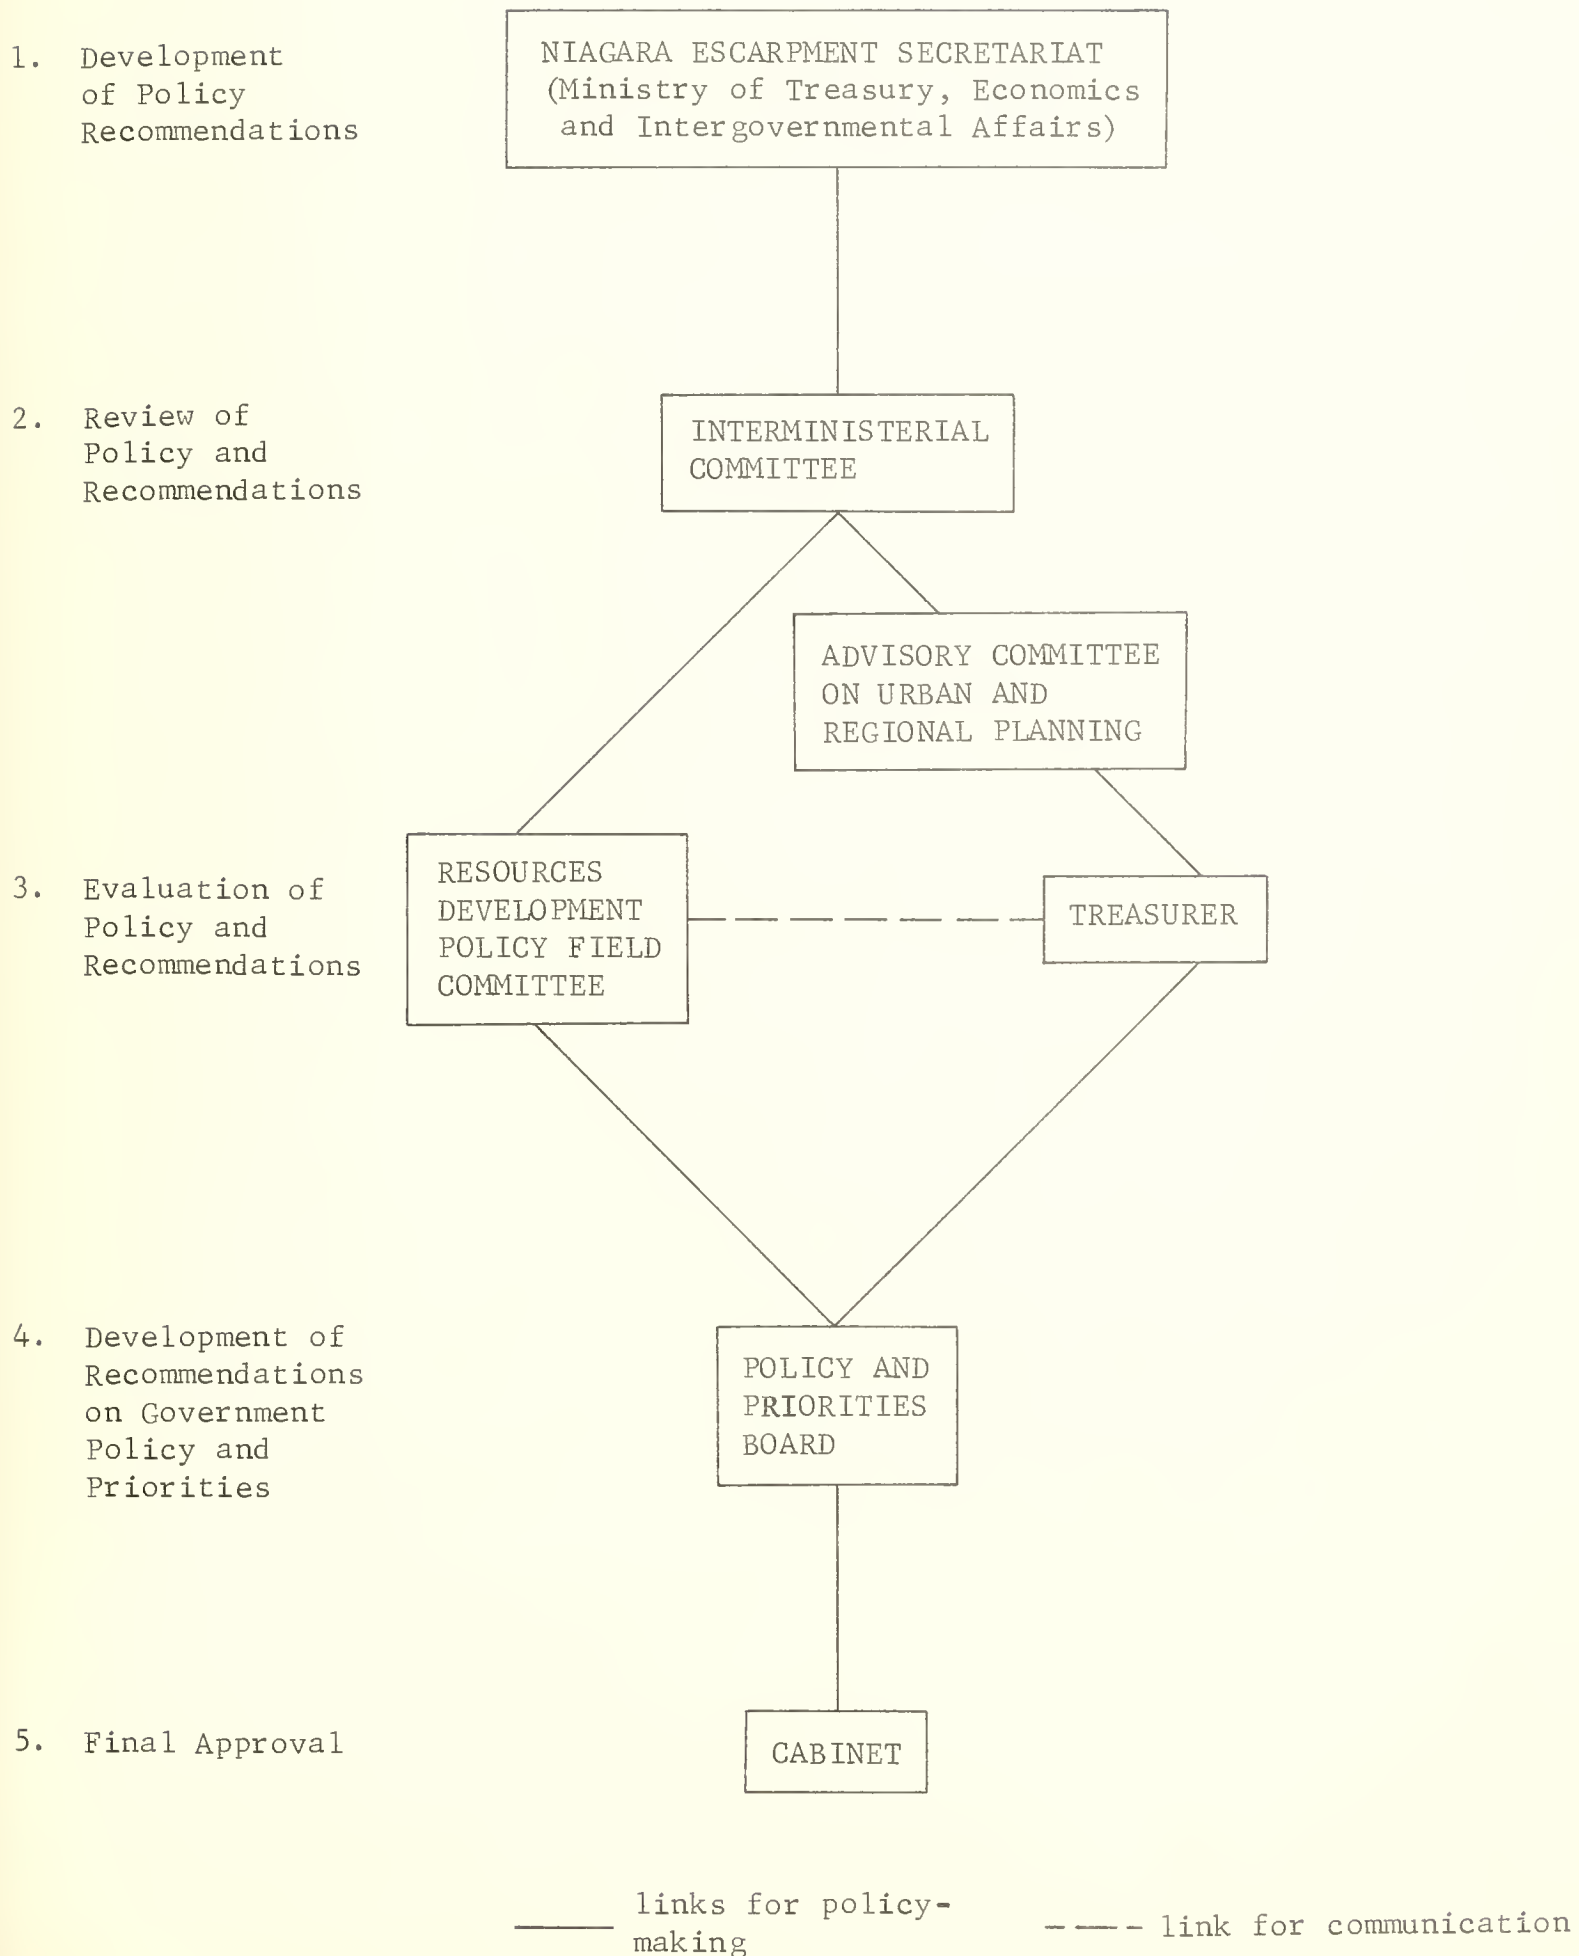 1. Development
of Policy
Recommendations
NIAGARA ESCARPMENT SECRETARIAT
(Ministry of Treasury, Economics
and Intergovernmental Affairs)
2. Review of
Policy and
Recommendations
INTERMINISTERIAL
COMMITTEE
ADVISORY COMMITTEE
ON URBAN AND
REGIONAL PLANNING
3. Evaluation of
Policy and
Recommendations
RESOURCES
DEVELOPMENT
POLICY FIELD
COMMITTEE
TREASURER
4. Development of
Recommendations
on Government
Policy and
Priorities
POLICY AND
PRIORITIES
BOARD
5. Final Approval
CABINET
links for policy-
making
link for communication